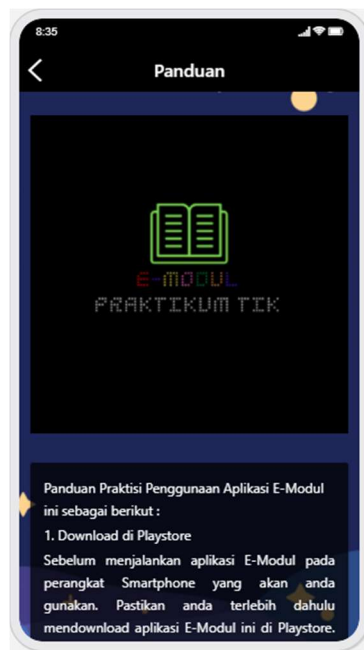 8:35
Panduan
E-MODUL
PRAKTIKUM TIK
Panduan Praktisi Penggunaan Aplikasi E-Modul
ini sebagai berikut :
1. Download di Playstore
Sebelum menjalankan aplikasi E-Modul pada
perangkat Smartphone yang akan anda
gunakan. Pastikan anda terlebih dahulu
mendownload aplikasi E-Modul ini di Playstore.